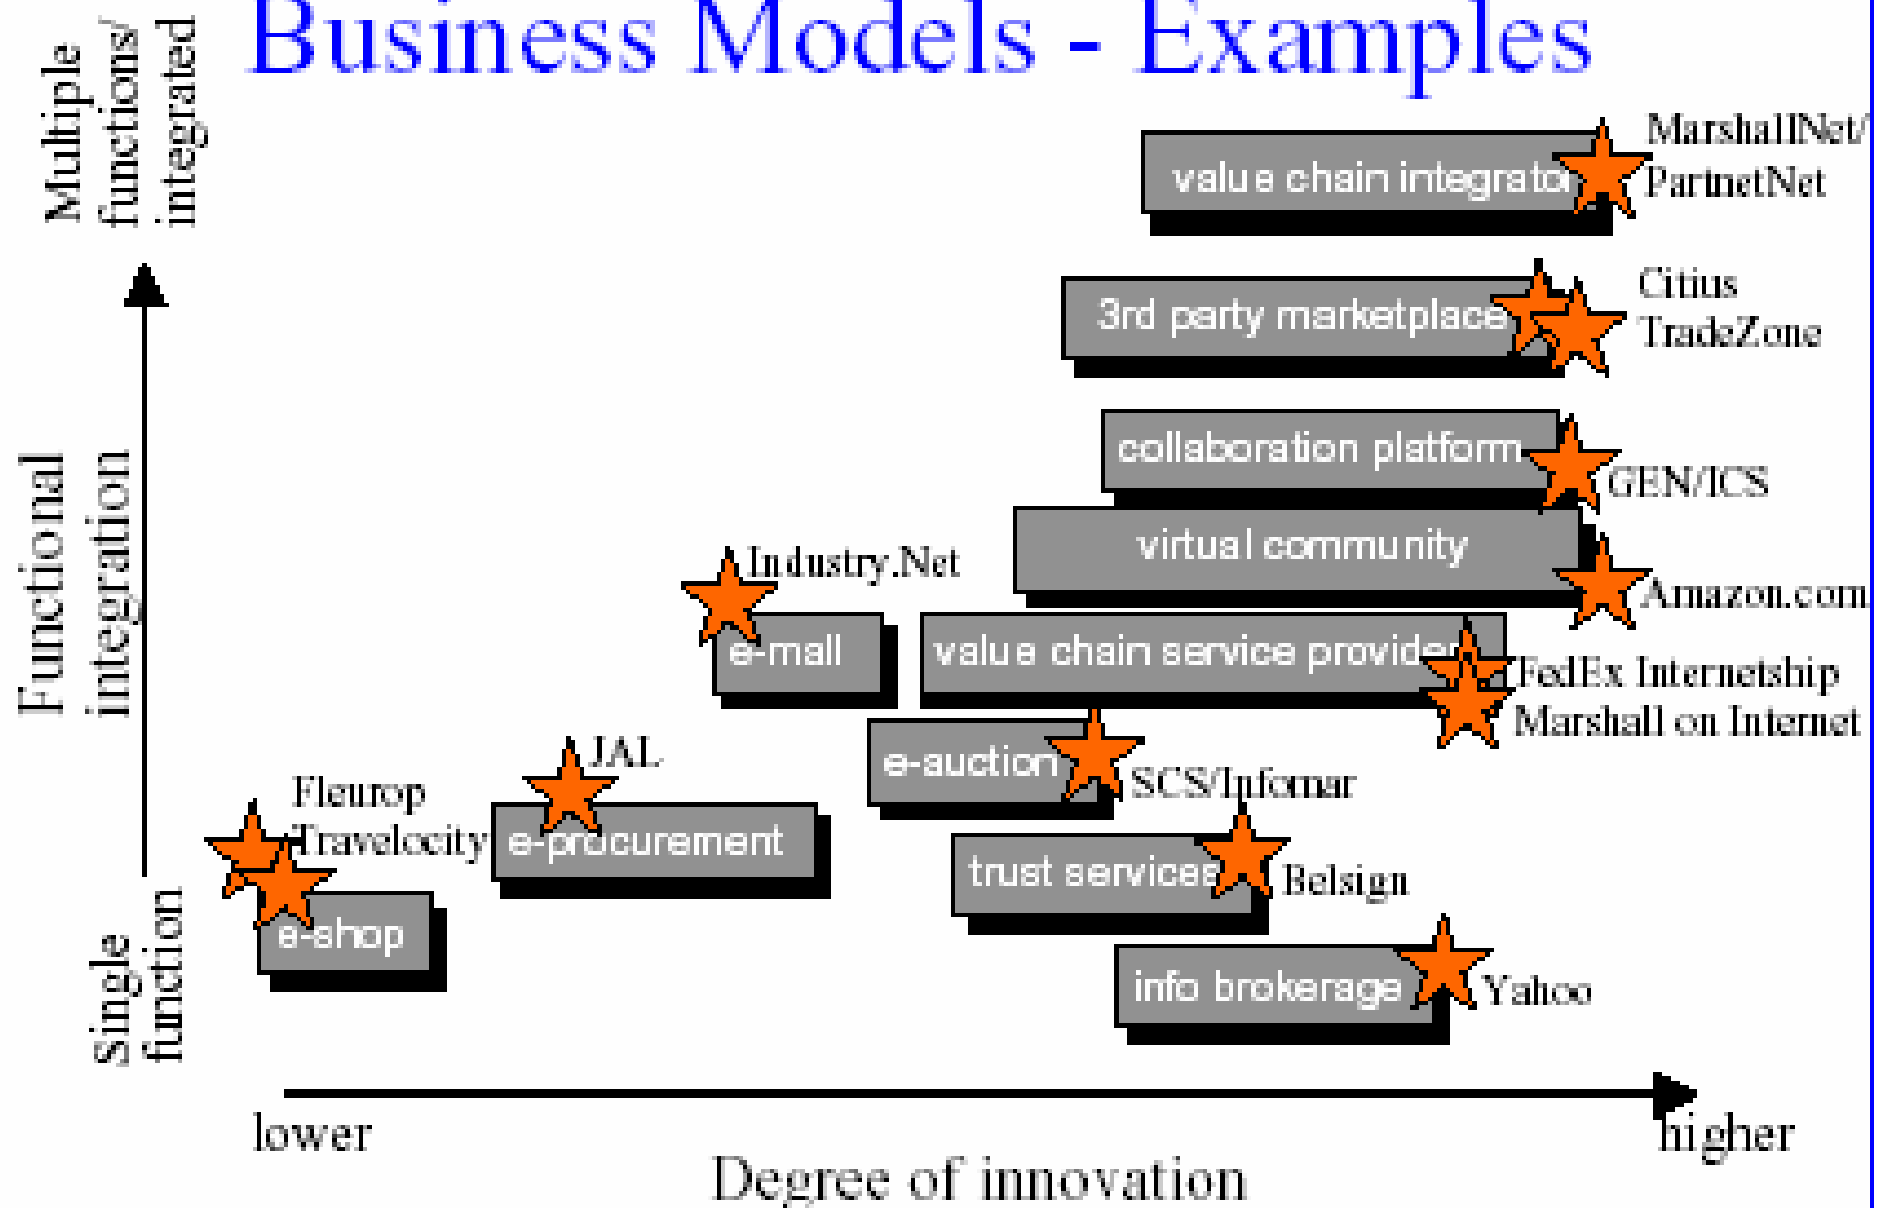 Business Models - Examples
Multiple
functions/
integrated
MarshallNet/
PartnetNet
value chain integrator
Citius
TradeZone
3rd party marketplace
collaboration platform
GEN/ICS
virtual community
Amazon.com
Industry.Net
e-mall
value chain service provider
FedEx Internetship
Marshall on Internet
Functional
integration
e-auction
SCS/Infomar
JAL
e-procurement
Fleurop
Travelocity
e-shop
trust services
Belsign
info brokerage
Yahoo
Single
function
lower
higher
Degree of innovation